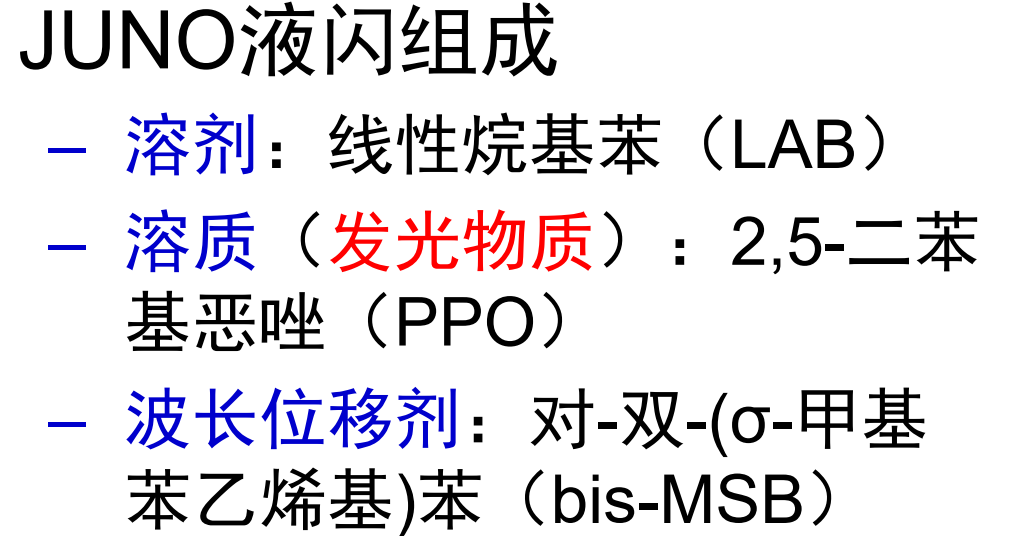 JUNO液闪组成
– 溶剂：线性烷基苯（LAB）
– 溶质（发光物质）：2,5-二苯
基恶唑（PPO）
– 波长位移剂：对-双-(σ-甲基
苯乙烯基)苯（bis-MSB）